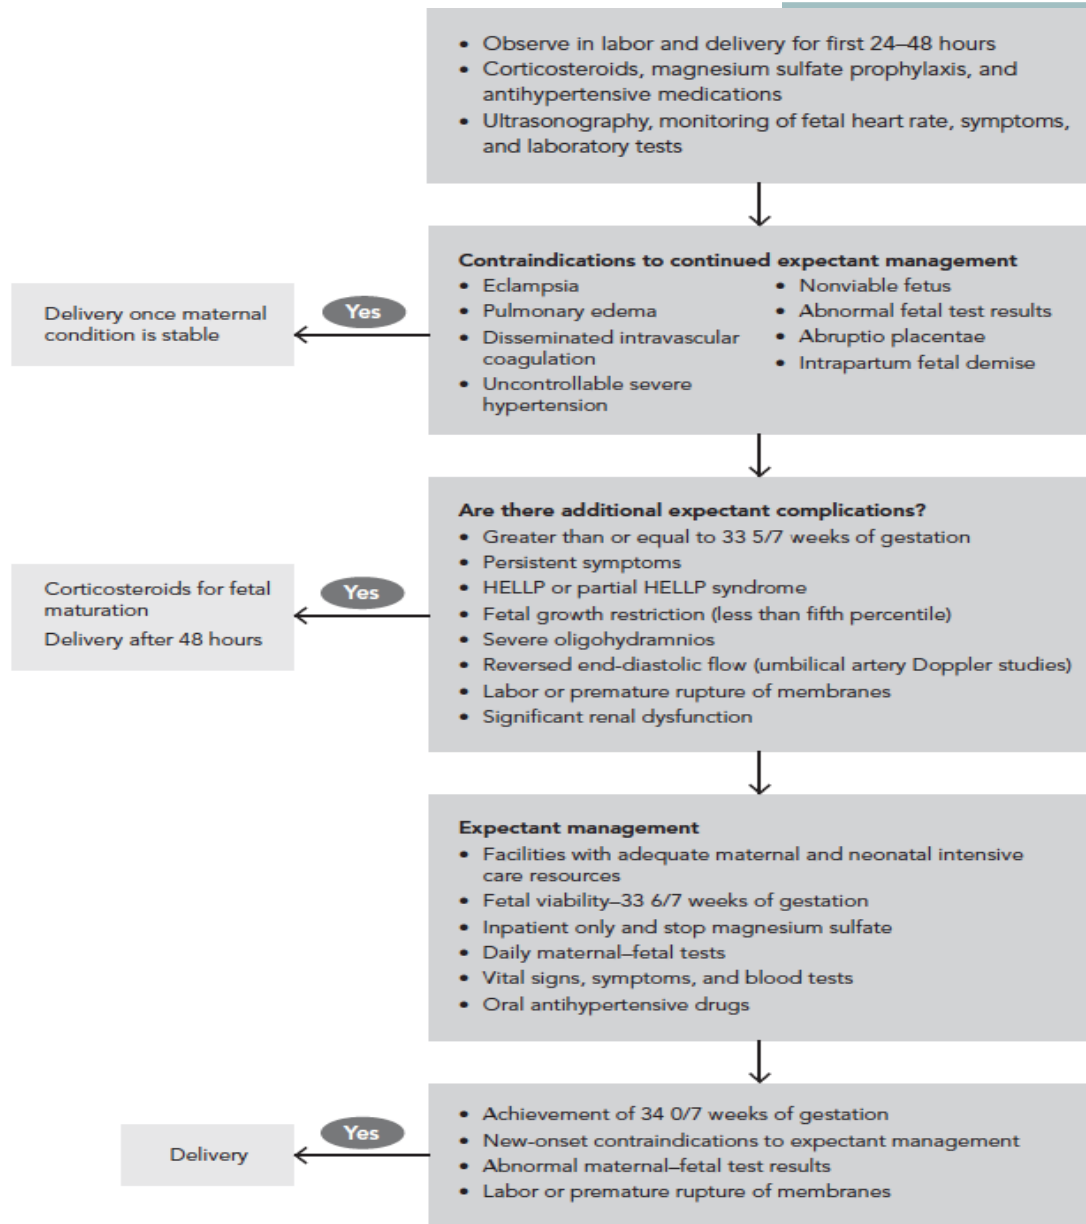 • Observe in labor and delivery for first 24–48 hours
• Corticosteroids, magnesium sulfate prophylaxis, and
antihypertensive medications
• Ultrasonography, monitoring of fetal heart rate, symptoms,
and laboratory tests
Contraindications to continued expectant management
• Eclampsia
• Pulmonary edema
• Disseminated intravascular
coagulation
• Uncontrollable severe
hypertension
• Nonviable fetus
• Abnormal fetal test results
• Abruptio placentae
• Intrapartum fetal demise
Yes
Delivery once maternal
condition is stable
Are there additional expectant complications?
• Greater than or equal to 33 5/7 weeks of gestation
• Persistent symptoms
• HELLP or partial HELLP syndrome
• Fetal growth restriction (less than fifth percentile)
• Severe oligohydramnios
• Reversed end-diastolic flow (umbilical artery Doppler studies)
• Labor or premature rupture of membranes
• Significant renal dysfunction
Yes
Corticosteroids for fetal
maturation
Delivery after 48 hours
Expectant management
• Facilities with adequate maternal and neonatal intensive
care resources
• Fetal viability–33 6/7 weeks of gestation
• Inpatient only and stop magnesium sulfate
• Daily maternal–fetal tests
• Vital signs, symptoms, and blood tests
• Oral antihypertensive drugs
• Achievement of 34 0/7 weeks of gestation
• New-onset contraindications to expectant management
• Abnormal maternal–fetal test results
• Labor or premature rupture of membranes
Yes
Delivery